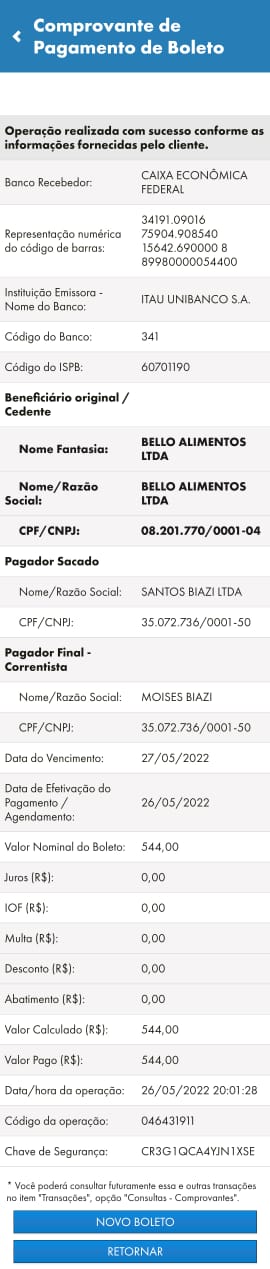 Comprovante de
Pagamento de Boleto
Operação realizada com sucesso conforme as
informações fornecidas pelo cliente.
Banco Recebedor: CAIXA ECONÔMICA
FEDERAL
Representação numérica
do código de barras: 34191.09016
75904.908540
15642.690000 8
89980000054400
Instituição Emissora -
Nome do Banco: ITAU UNIBANCO S.A.
Código do Banco: 341
Código do ISPB: 60701190
Beneficiário original /
Cedente
Nome Fantasia: BELLO ALIMENTOS
LTDA
Nome/Razão
Social: BELLO ALIMENTOS
LTDA
CPF/CNPJ: 08.201.770/0001-04
Pagador Sacado
Nome/Razão Social: SANTOS BIAZI LTDA
CPF/CNPJ: 35.072.736/0001-50
Pagador Final -
Correntista
Nome/Razão Social: MOISES BIAZI
CPF/CNPJ: 35.072.736/0001-50
Data do Vencimento: 27/05/2022
Data de Efetivação do
Pagamento /
Agendamento: 26/05/2022
Valor Nominal do Boleto: 544,00
Juros (R$): 0,00
IOF (R$): 0,00
Multa (R$): 0,00
Desconto (R$): 0,00
Abatimento (R$): 0,00
Valor Calculado (R$): 544,00
Valor Pago (R$): 544,00
Data/hora da operação: 26/05/2022 20:01:28
Código da operação: 046431911
Chave de Segurança: CR3G1QCA4YJN1XSE
* Você poderá consultar futuramente essa e outras transações
no item "Transações", opção "Consultas - Comprovantes".
NOVO BOLETO
RETORNAR